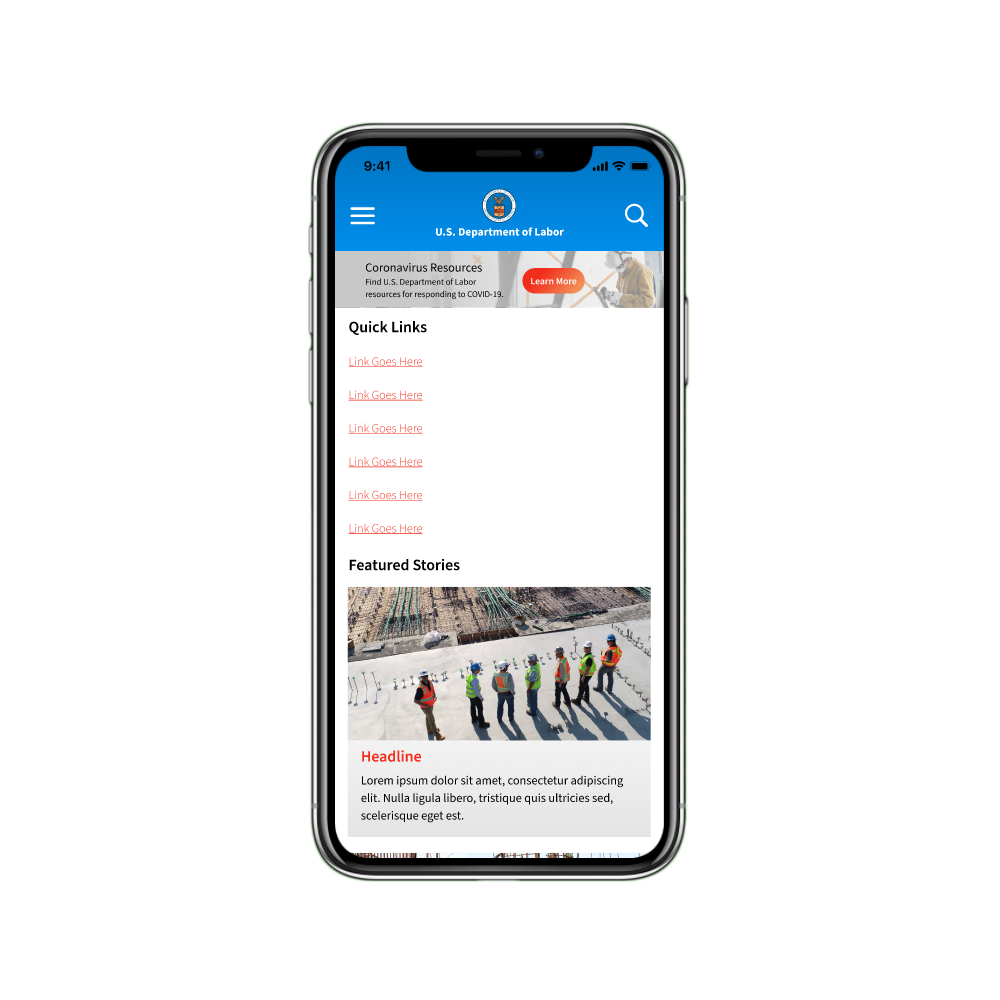 9:41
U.S. Department of Labor
Coronavirus Resources
Find U.S. Department of Labor
resources for responding to COVID-19.
Learn More
Quick Links
Link Goes Here
Link Goes Here
Link Goes Here
Link Goes Here
Link Goes Here
Link Goes Here
Featured Stories
Headline
Lorem ipsum dolor sit amet, consectetur adipiscing
elit. Nulla ligula libero, tristique quis ultricies sed,
scelerisque eget est.